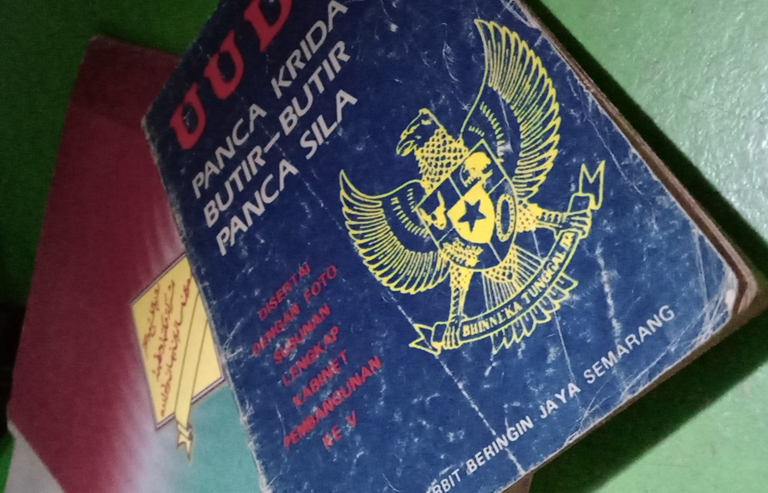 UUD
PANCA KRIDA
BUTIR-BUTIR
PANCA SILA
DISERTAI
DENGAN FOTO
SUSUNAN
LENGKAP
KABINET
PEMBANGUNAN
KE V
BHINNEKA TUNGGAL IKA
RBIT BERINGIN JAYA SEMARANG